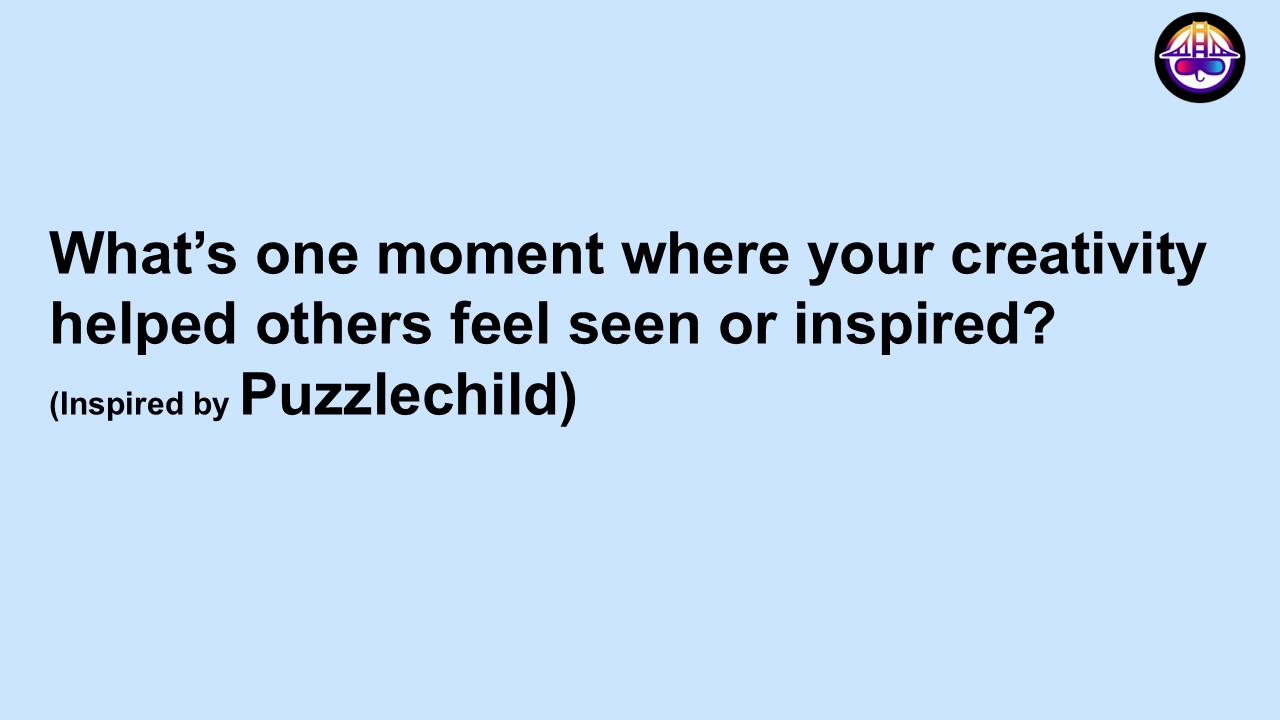 What’s one moment where your creativity
helped others feel seen or inspired?
(Inspired by Puzzlechild)